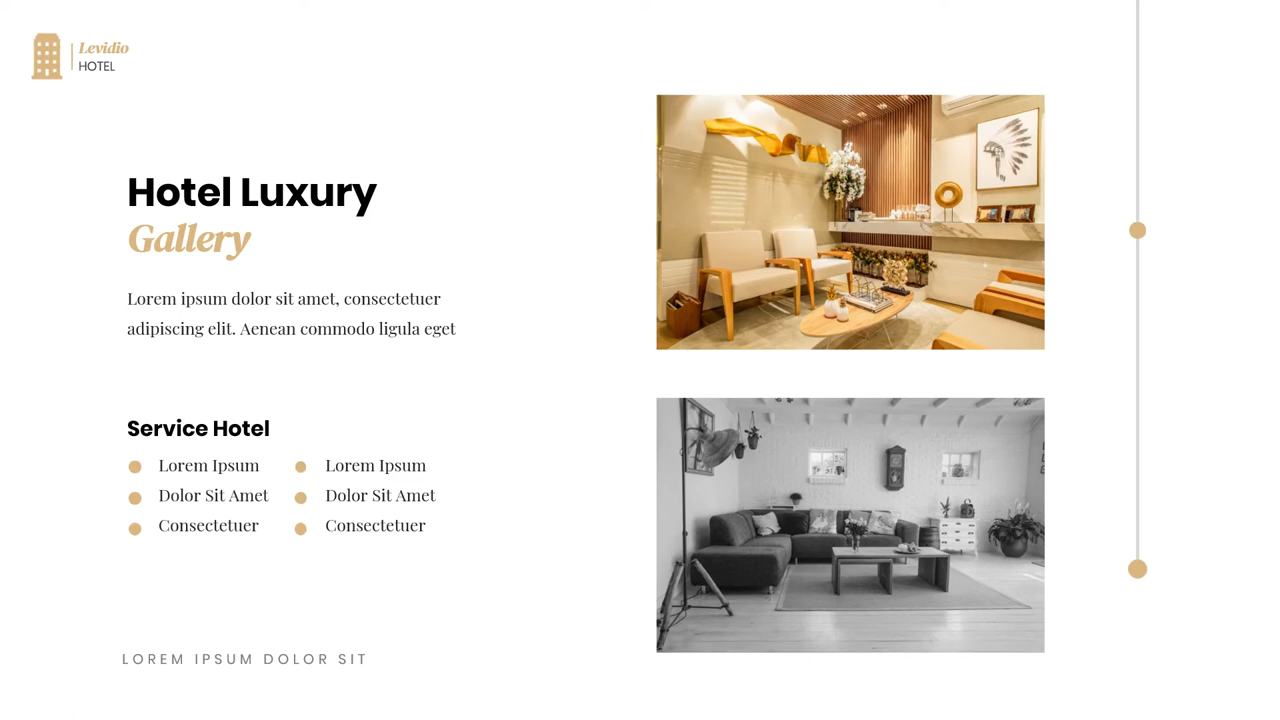 Levidio
HOTEL
Hotel Luxury
Gallery
Lorem ipsum dolor sit amet, consectetuer
adipiscing elit. Aenean commodo ligula eget
Service Hotel
Lorem Ipsum
Dolor Sit Amet
Consectetuer
Lorem Ipsum
Dolor Sit Amet
Consectetuer
LOREM IPSUM DOLOR SIT